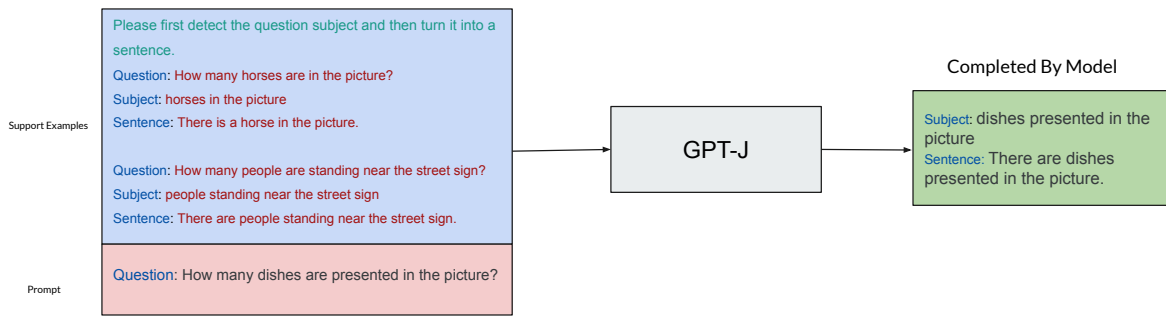 Please first detect the question subject and then turn it into a
sentence.
Question: How many horses are in the picture?
Subject: horses in the picture
Sentence: There is a horse in the picture.
Question: How many people are standing near the street sign?
Subject: people standing near the street sign
Sentence: There are people standing near the street sign.
Support Examples
Question: How many dishes are presented in the picture?
Prompt
GPT-J
Completed By Model
Subject: dishes presented in the
picture
Sentence: There are dishes
presented in the picture.